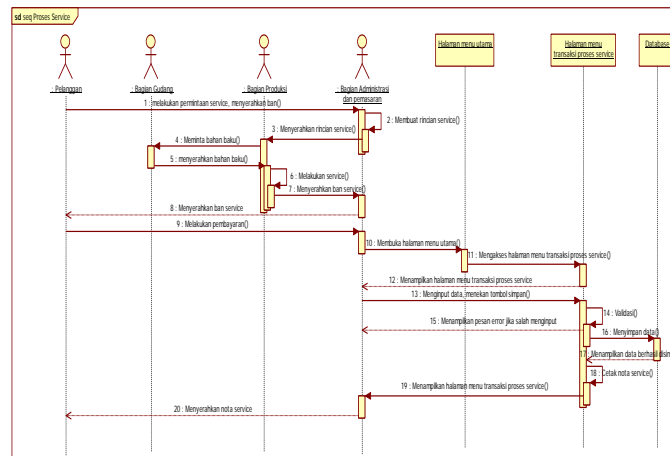 sd seq Proses Service
Halaman menu utama
Halaman menu
transaksi proses service
Database
: Pelanggan
: Bagian Gudang
: Bagian Produksi
: Bagian Administrasi
dan pemasaran
1 : melakukan permintaan service, menyerahkan ban()
2 : Membuat rincian service()
3 : Menyerahkan rincian service()
4 : Meminta bahan baku()
5 : menyerahkan bahan baku()
6 : Melakukan service()
7 : Menyerahkan ban service()
8 : Menyerahkan ban service
9 : Melakukan pembayaran()
10 : Membuka halaman menu utama()
11 : Mengakses halaman menu transaksi proses service()
12 : Menampilkan halaman menu transaksi proses service
13 : Menginput data, menekan tombol simpan()
14 : Validasi()
15 : Menampilkan pesan error jika salah menginput
16 : Menyimpan data()
17 : Menampilkan data berhasil disim
18 : Cetak nota service()
19 : Menampilkan halaman menu transaksi proses service()
20 : Menyerahkan nota service